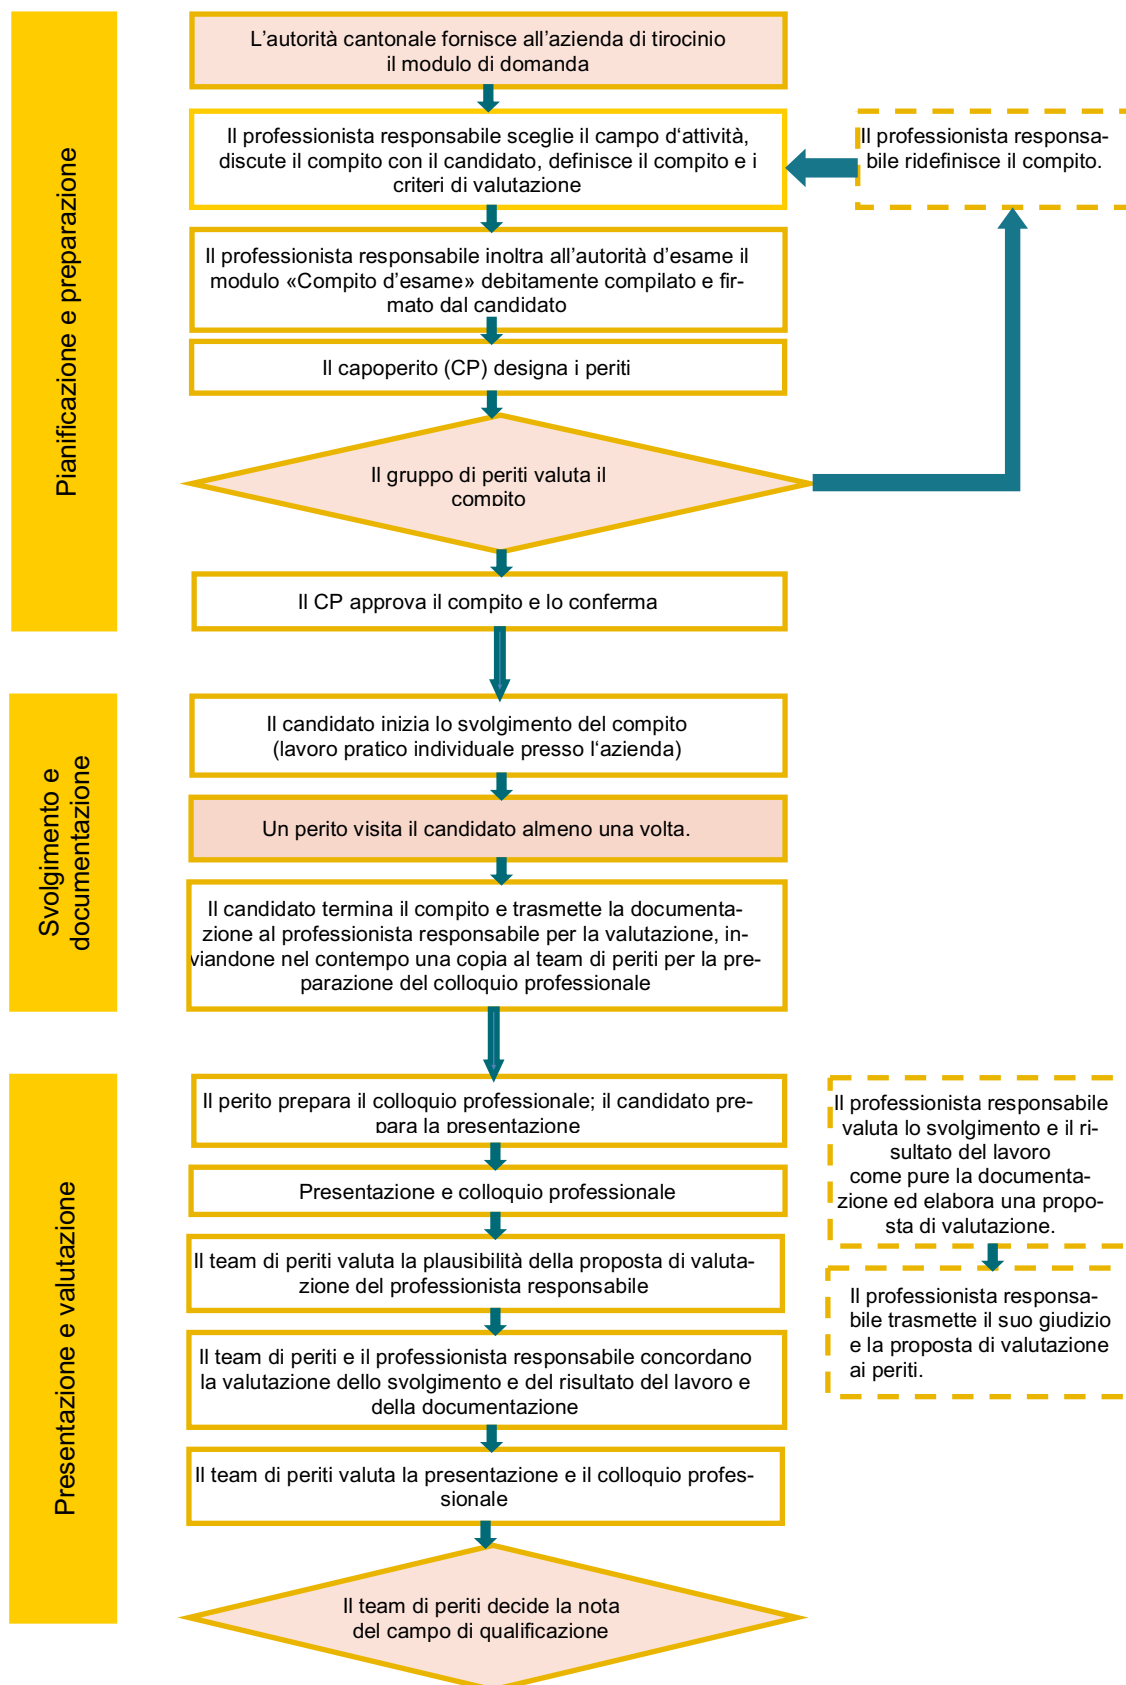 Pianificazione e preparazione
L'autorità cantonale fornisce all'azienda di tirocinio
il modulo di domanda
Il professionista responsabile sceglie il campo d'attività,
discute il compito con il candidato, definisce il compito e i
criteri di valutazione
Il professionista responsa-
bile ridefinisce il compito.
Il professionista responsabile inoltra all'autorità d'esame il
modulo «Compito d'esame» debitamente compilato e fir-
mato dal candidato
Il capoperito (CP) designa i periti
Il gruppo di periti valuta il
compito
Il CP approva il compito e lo conferma
Svolgimento e
documentazione
Il candidato inizia lo svolgimento del compito
(lavoro pratico individuale presso l'azienda)
Un perito visita il candidato almeno una volta.
Il candidato termina il compito e trasmette la documenta-
zione al professionista responsabile per la valutazione, in-
viandone nel contempo una copia al team di periti per la pre-
parazione del colloquio professionale
Presentazione e valutazione
Il perito prepara il colloquio professionale; il candidato pre-
para la presentazione
Presentazione e colloquio professionale
Il team di periti valuta la plausibilità della proposta di valuta-
zione del professionista responsabile
Il team di periti e il professionista responsabile concordano
la valutazione dello svolgimento e del risultato del lavoro e
della documentazione
Il team di periti valuta la presentazione e il colloquio profes-
sionale
Il team di periti decide la nota
del campo di qualificazione
Il professionista responsabile
valuta lo svolgimento e il ri-
sultato del lavoro
come pure la documenta-
zione ed elabora una propo-
sta di valutazione.
Il professionista responsa-
bile trasmette il suo giudizio
e la proposta di valutazione
ai periti.